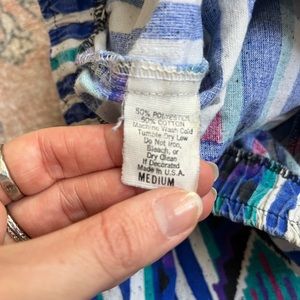 50% POLYESTER
50% COTTON
Machine Wash Cold
Tumble Dry Low
Do Not Iron,
Bleach, or
Dry Clean
If Decorated
Made In U.S.A.
MEDIUM